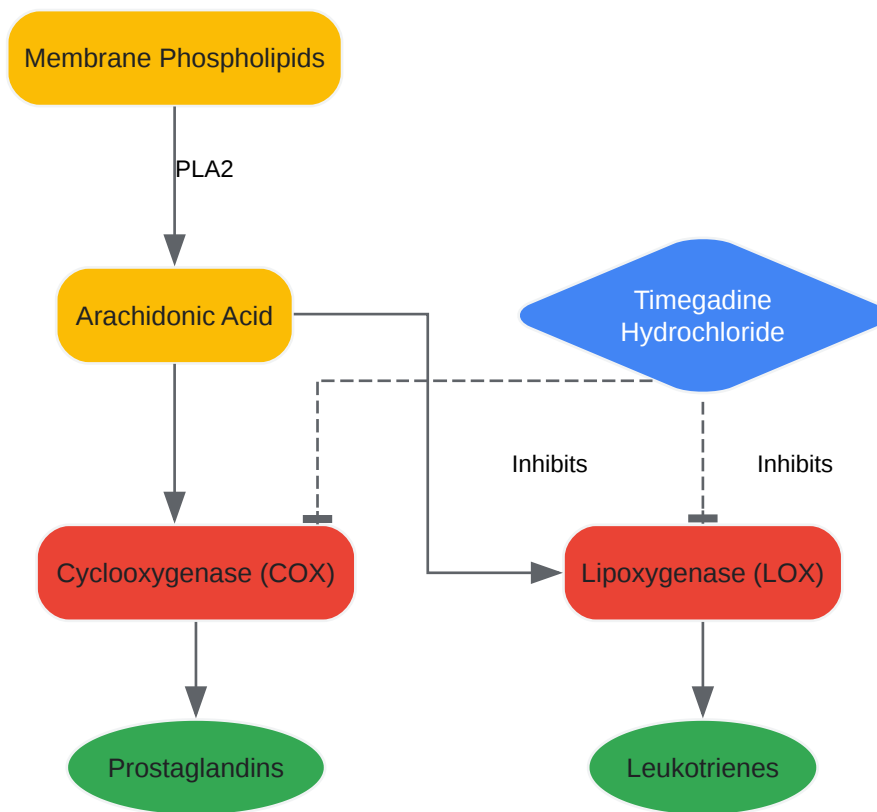 Membrane Phospholipids
PLA2
Arachidonic Acid
Timegadine
Hydrochloride
Inhibits
Inhibits
Cyclooxygenase (COX)
Lipoxygenase (LOX)
Prostaglandins
Leukotrienes